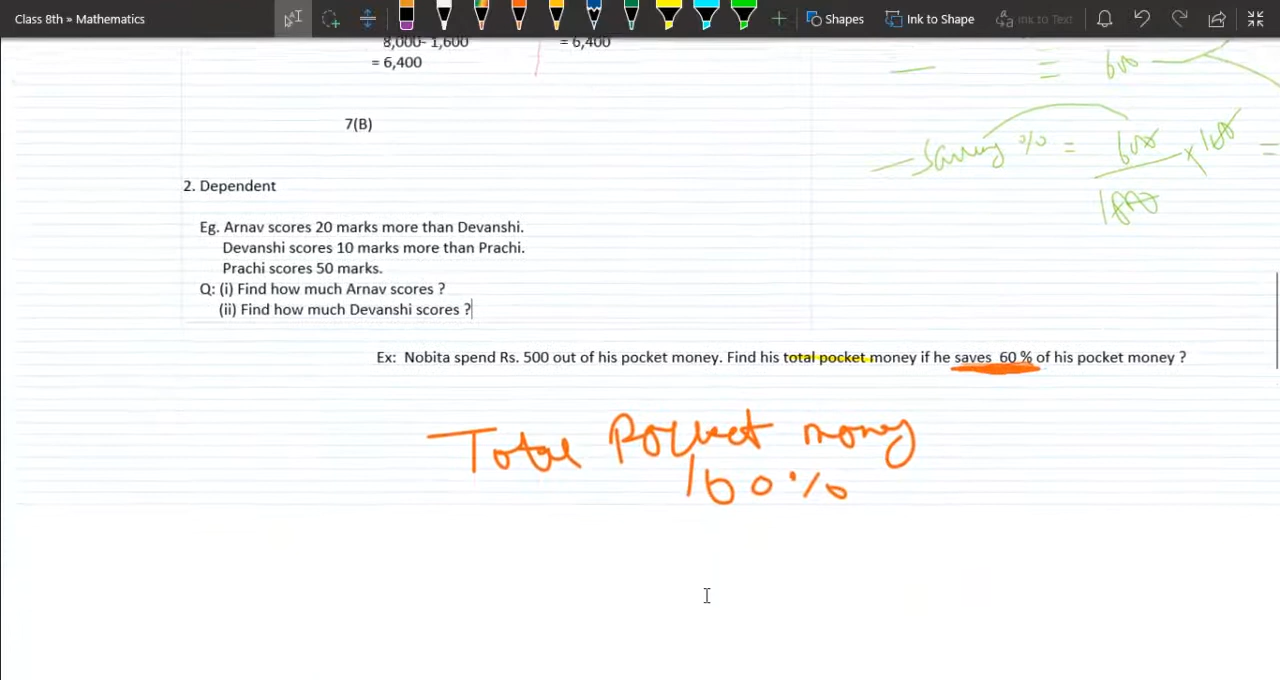 Class 8th » Mathematics
Shapes
Ink to Shape
Ink to Text
8,000- 1,600
= 6,400
= 6,400
= 600
7(B)
— Saving % = 600 × 100 =
1000
2. Dependent
Eg. Arnav scores 20 marks more than Devanshi.
Devanshi scores 10 marks more than Prachi.
Prachi scores 50 marks.
Q: (i) Find how much Arnav scores ?
(ii) Find how much Devanshi scores ?
Ex: Nobita spend Rs. 500 out of his pocket money. Find his total pocket money if he saves 60 % of his pocket money ?
Total Pocket money
100%